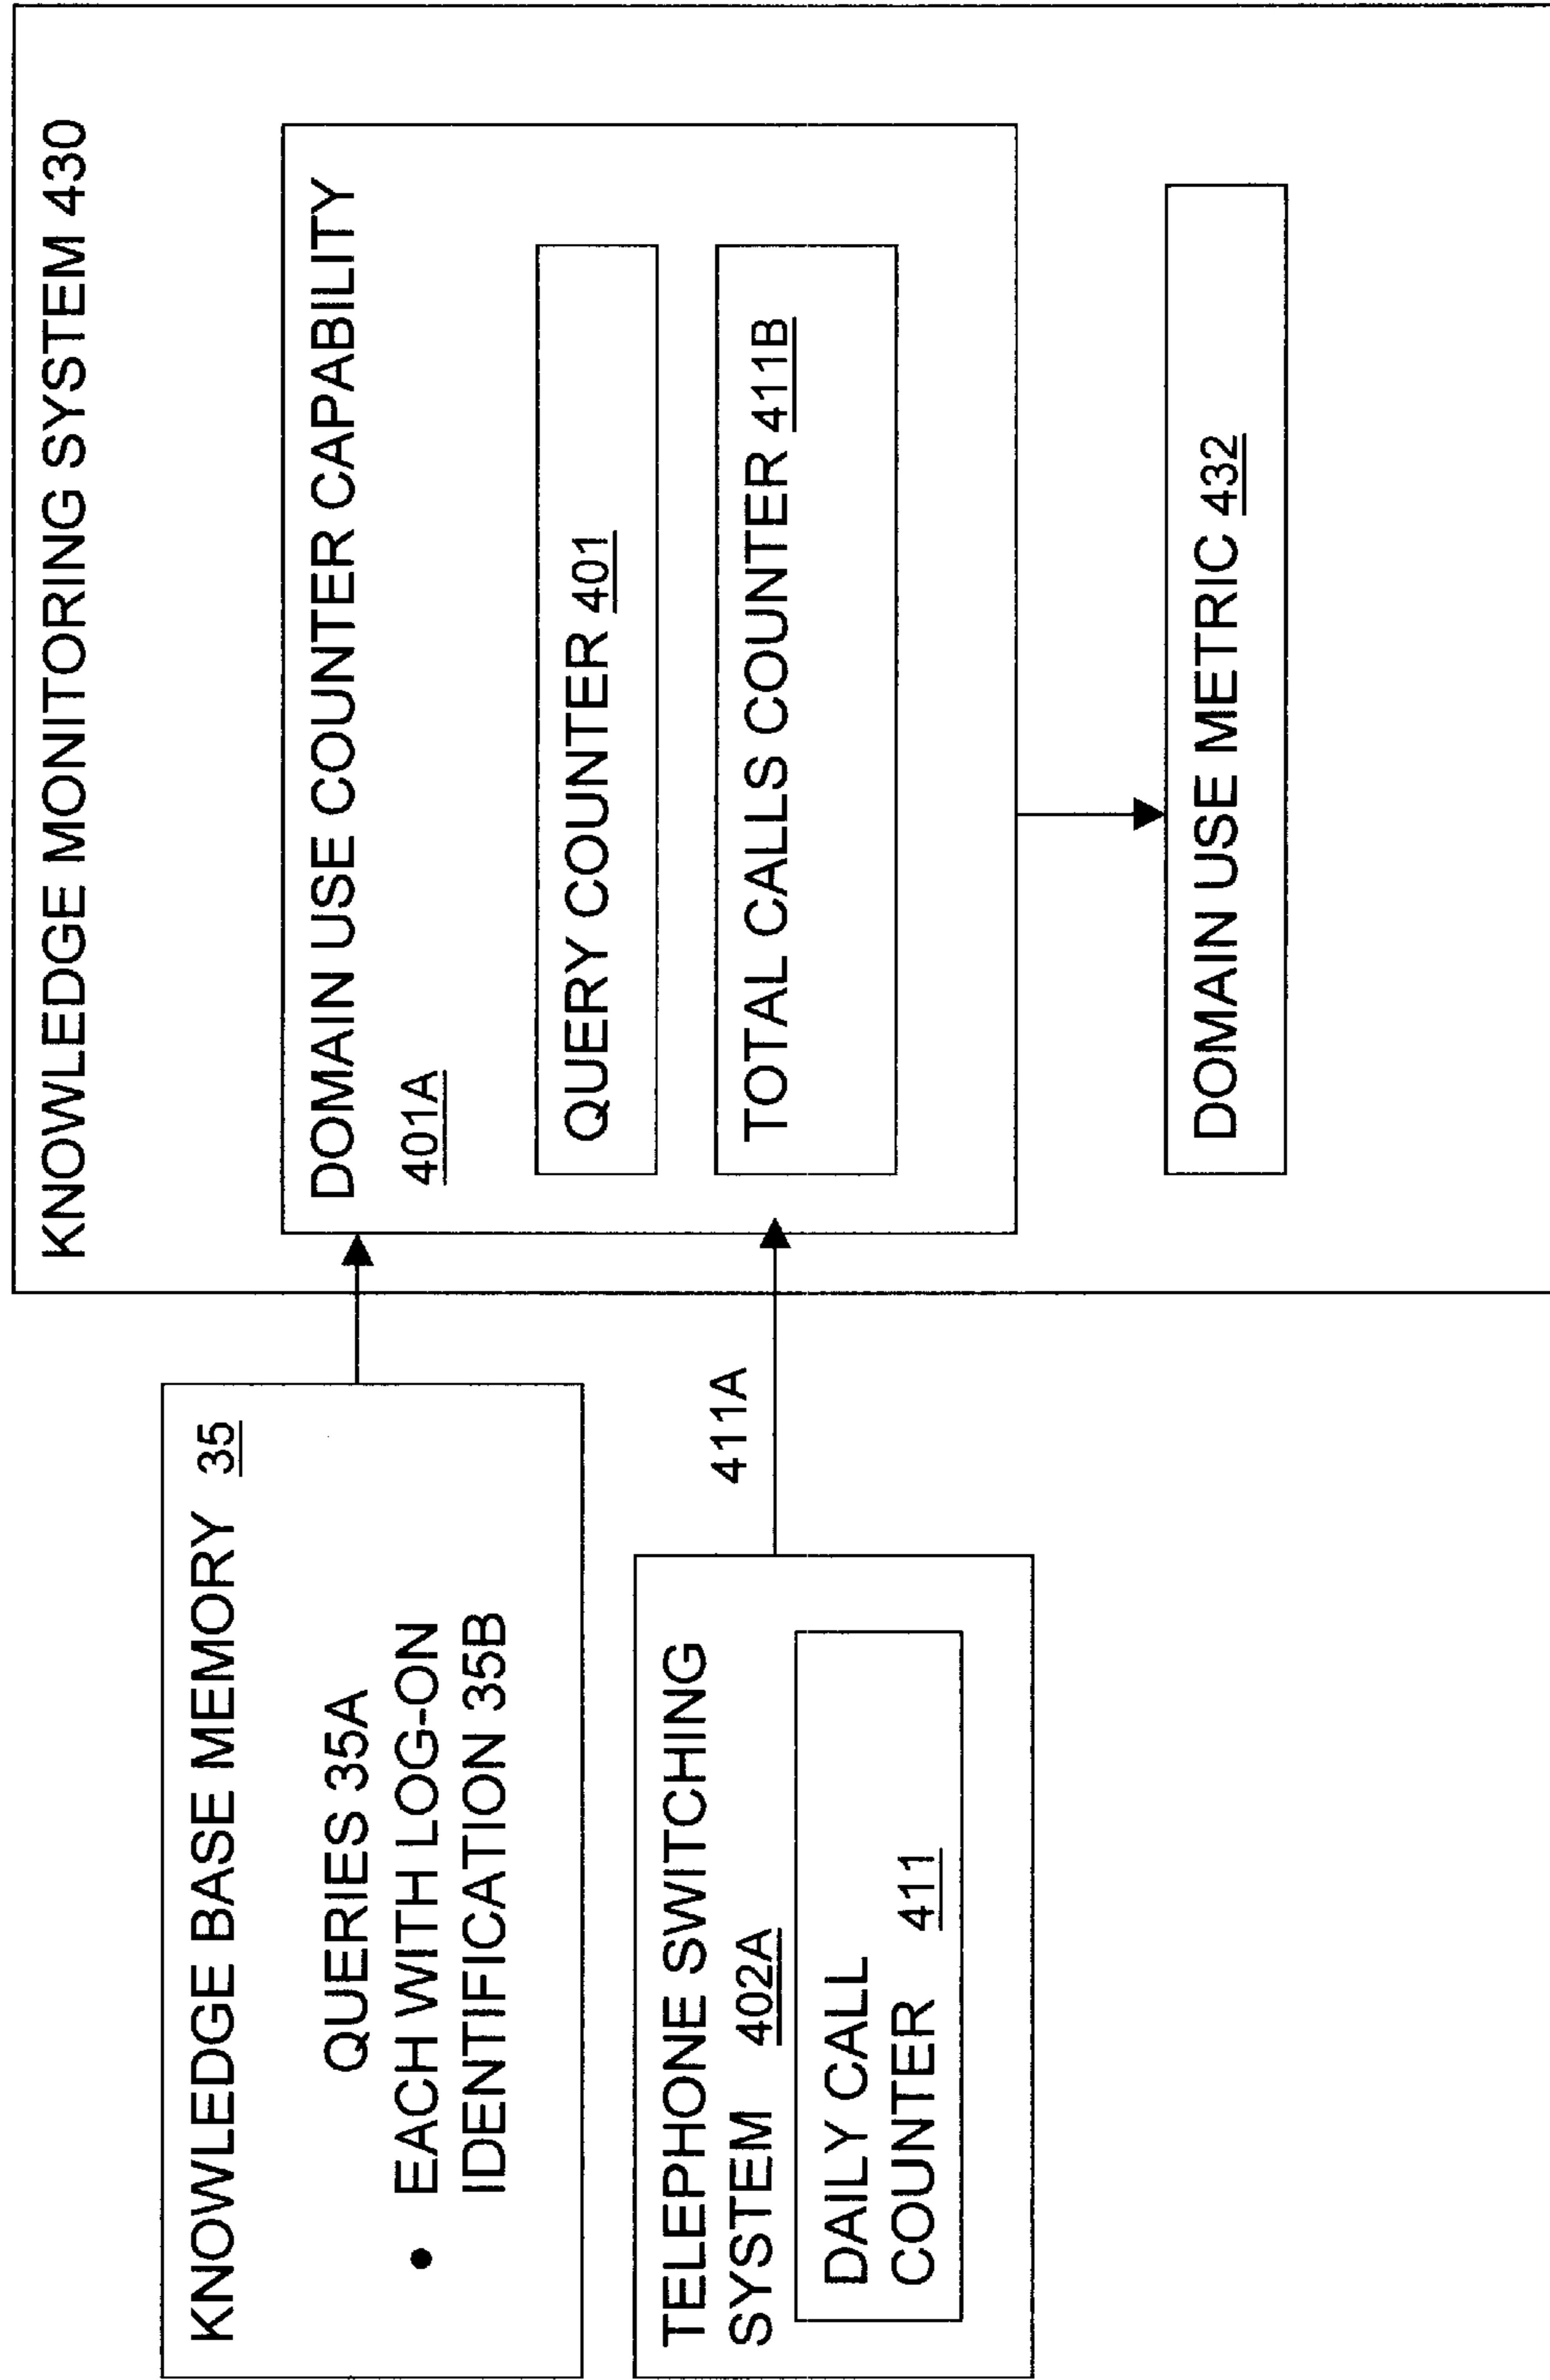 KNOWLEDGE BASE MEMORY 35
QUERIES 35A
• EACH WITH LOG-ON
IDENTIFICATION 35B
TELEPHONE SWITCHING
SYSTEM 402A
DAILY CALL
COUNTER 411
411A
KNOWLEDGE MONITORING SYSTEM 430
DOMAIN USE COUNTER CAPABILITY
401A
QUERY COUNTER 401
TOTAL CALLS COUNTER 411B
DOMAIN USE METRIC 432